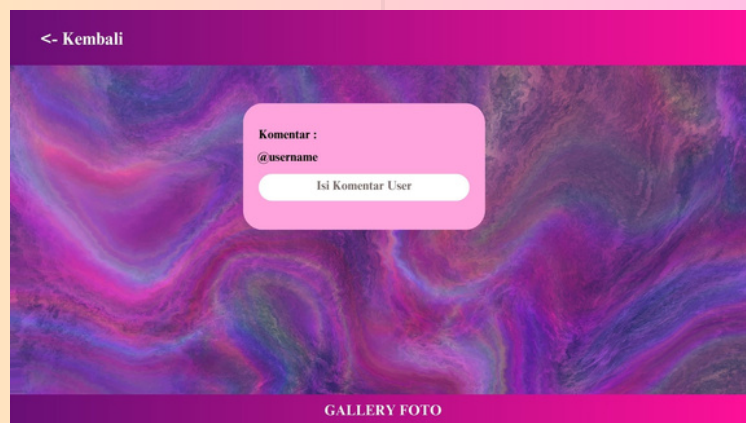 <- Kembali
Komentar :
@username
Isi Komentar User
GALLERY FOTO